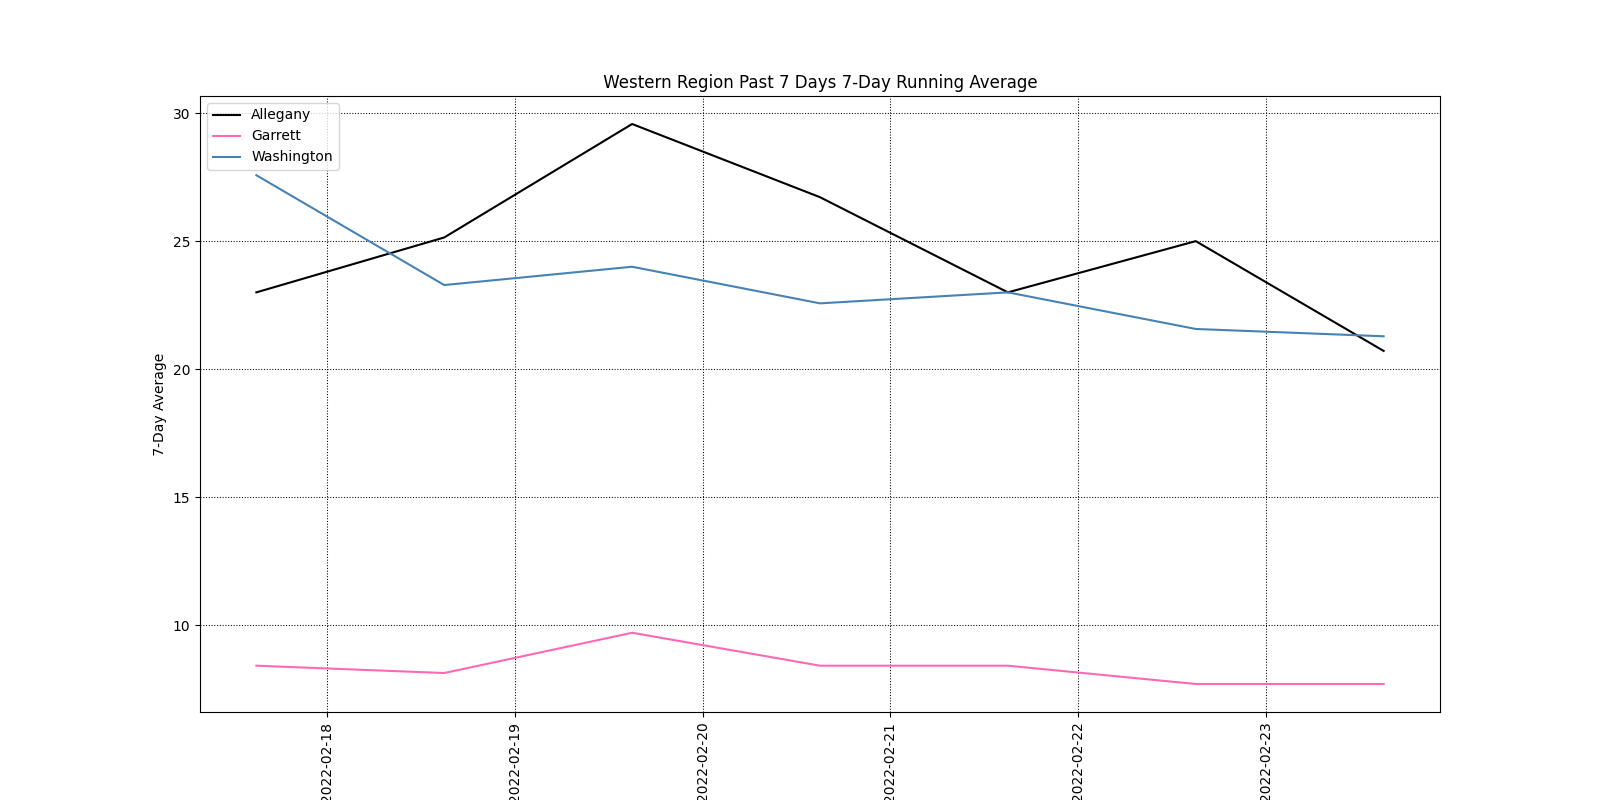 Western Region Past 7 Days 7-Day Running Average
Allegany
Garrett
Washington
7-Day Average
30
25
20
15
10
2022-02-18
2022-02-19
2022-02-20
2022-02-21
2022-02-22
2022-02-23